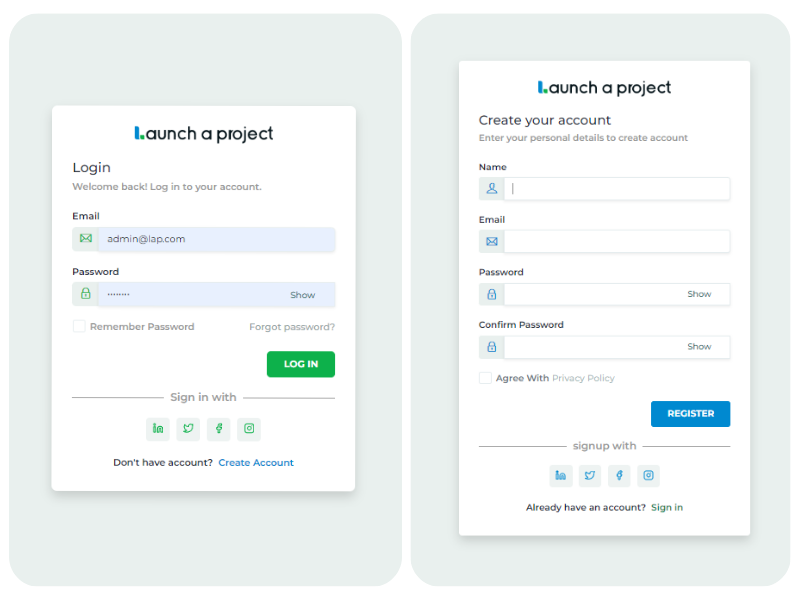 Launch a project
Login
Welcome back! Log in to your account.
Email
admin@lap.com
Password
········ Show
Remember Password Forgot password?
LOG IN
Sign in with
Don't have account? Create Account
Launch a project
Create your account
Enter your personal details to create account
Name
Email
Password
Show
Confirm Password
Show
Agree With Privacy Policy
REGISTER
signup with
Already have an account? Sign in